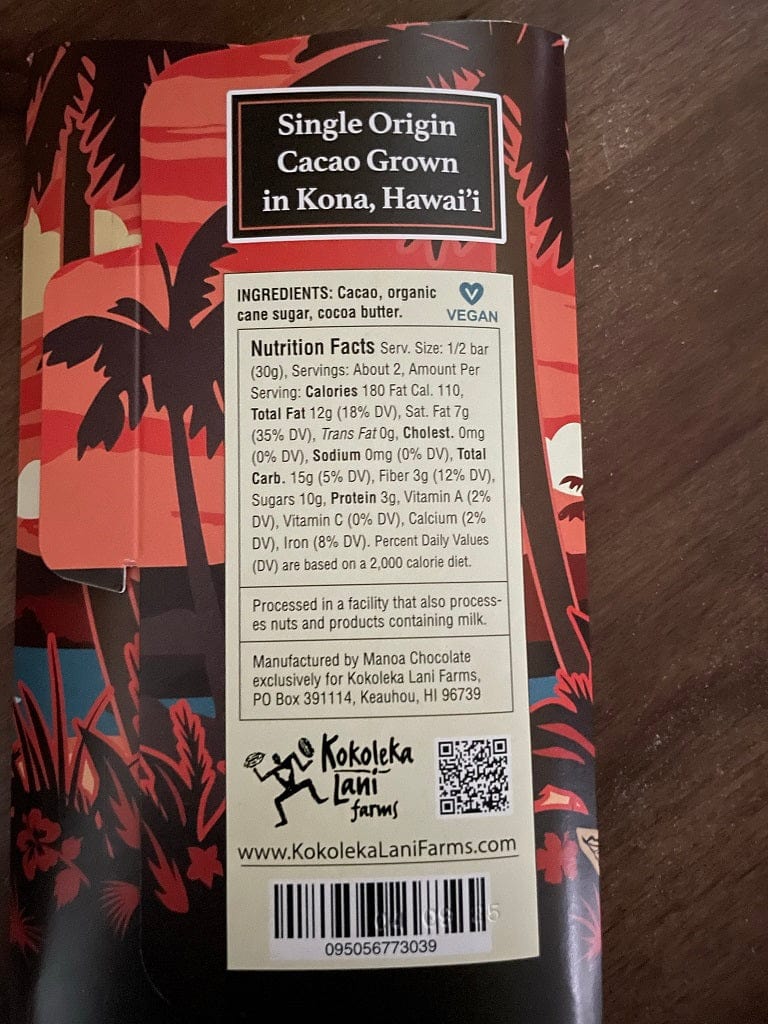 Single Origin
Cacao Grown
in Kona, Hawai'i
INGREDIENTS: Cacao, organic
cane sugar, cocoa butter.
V
VEGAN
Nutrition Facts Serv. Size: 1/2 bar
(30g), Servings: About 2, Amount Per
Serving: Calories 180 Fat Cal. 110,
Total Fat 12g (18% DV), Sat. Fat 7g
(35% DV), Trans Fat 0g, Cholest. 0mg
(0% DV), Sodium 0mg (0% DV), Total
Carb. 15g (5% DV), Fiber 3g (12% DV),
Sugars 10g, Protein 3g, Vitamin A (2%
DV), Vitamin C (0% DV), Calcium (2%
DV), Iron (8% DV). Percent Daily Values
(DV) are based on a 2,000 calorie diet.
Processed in a facility that also process-
es nuts and products containing milk.
Manufactured by Manoa Chocolate
exclusively for Kokoleka Lani Farms,
PO Box 391114, Keauhou, HI 96739
Kokoleka
Lani
farms
www.KokolekaLaniFarms.com
095056773039